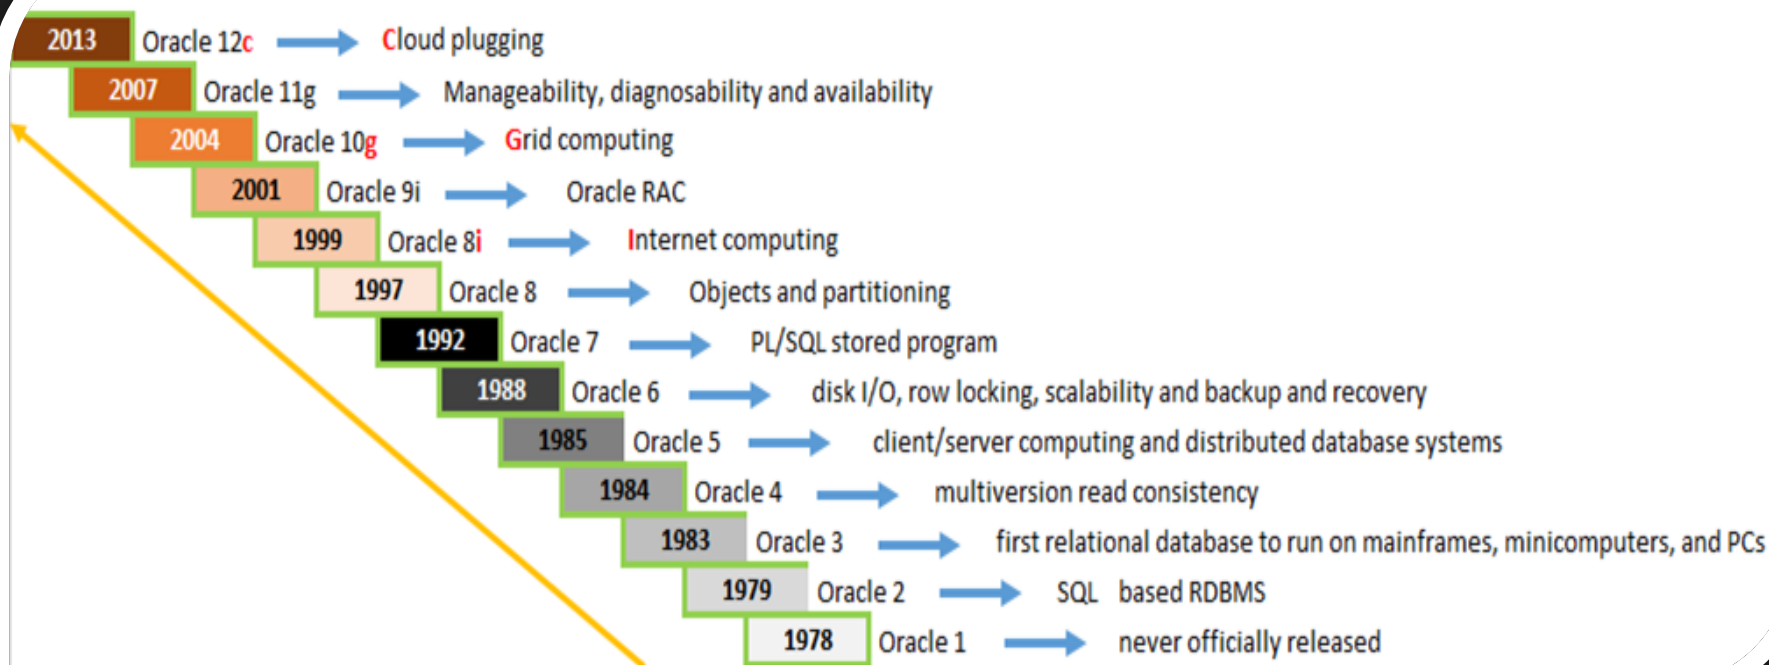 2013 Oracle 12c Cloud plugging
2007 Oracle 11g Manageability, diagnosability and availability
2004 Oracle 10g Grid computing
2001 Oracle 9i Oracle RAC
1999 Oracle 8i Internet computing
1997 Oracle 8 Objects and partitioning
1992 Oracle 7 PL/SQL stored program
1988 Oracle 6 disk I/O, row locking, scalability and backup and recovery
1985 Oracle 5 client/server computing and distributed database systems
1984 Oracle 4 multiversion read consistency
1983 Oracle 3 first relational database to run on mainframes, minicomputers, and PCs
1979 Oracle 2 SQL based RDBMS
1978 Oracle 1 never officially released